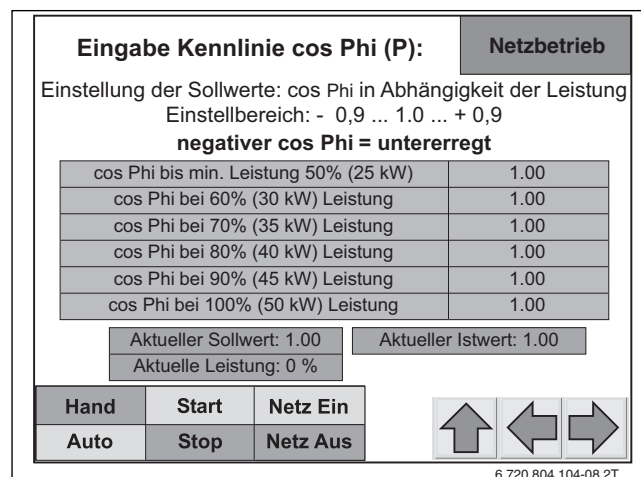 Eingabe Kennlinie cos Phi (P):
Netzbetrieb
Einstellung der Sollwerte: cos Phi in Abhängigkeit der Leistung
Einstellbereich: - 0,9 ... 1.0 ... + 0,9
negativer cos Phi = untererregt
cos Phi bis min. Leistung 50% (25 kW) 1.00
cos Phi bei 60% (30 kW) Leistung 1.00
cos Phi bei 70% (35 kW) Leistung 1.00
cos Phi bei 80% (40 kW) Leistung 1.00
cos Phi bei 90% (45 kW) Leistung 1.00
cos Phi bei 100% (50 kW) Leistung 1.00
Aktueller Sollwert: 1.00 Aktueller Istwert: 1.00
Aktuelle Leistung: 0 %
Hand Start Netz Ein
Auto Stop Netz Aus
6 720 804 104-08.2T